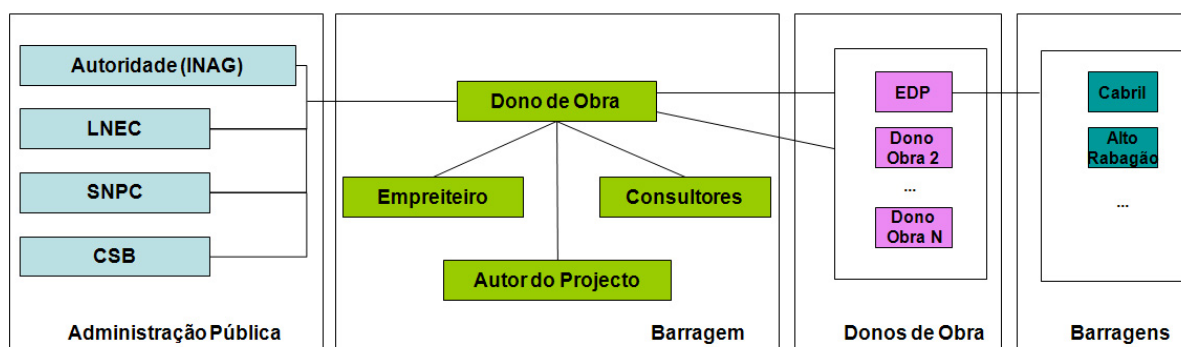 Autoridade (INAG)
LNEC
SNPC
CSB
Administração Pública
Dono de Obra
Empreiteiro
Consultores
Autor do Projecto
Barragem
EDP
Dono
Obra 2
...
Dono
Obra N
Donos de Obra
Cabril
Alto
Rabagão
...
Barragens